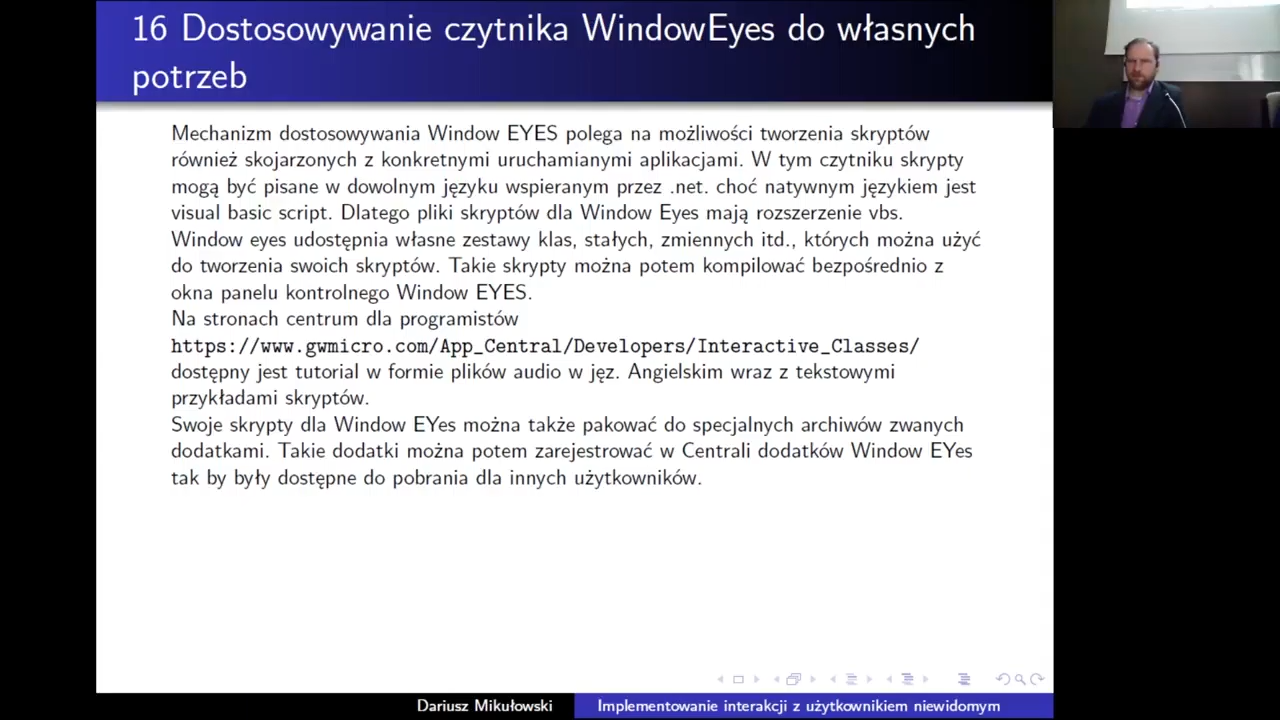 16 Dostosowywanie czytnika WindowEyes do własnych
potrzeb
Mechanizm dostosowywania Window EYES polega na możliwości tworzenia skryptów
również skojarzonych z konkretnymi uruchamianymi aplikacjami. W tym czytniku skrypty
mogą być pisane w dowolnym języku wspieranym przez .net. choć natywnym językiem jest
visual basic script. Dlatego pliki skryptów dla Window Eyes mają rozszerzenie vbs.
Window eyes udostępnia własne zestawy klas, stałych, zmiennych itd., których można użyć
do tworzenia swoich skryptów. Takie skrypty można potem kompilować bezpośrednio z
okna panelu kontrolnego Window EYES.
Na stronach centrum dla programistów
https://www.gwmicro.com/App_Central/Developers/Interactive_Classes/
dostępny jest tutorial w formie plików audio w jęz. Angielskim wraz z tekstowymi
przykładami skryptów.
Swoje skrypty dla Window EYes można także pakować do specjalnych archiwów zwanych
dodatkami. Takie dodatki można potem zarejestrować w Centrali dodatków Window EYes
tak by były dostępne do pobrania dla innych użytkowników.
Dariusz Mikułowski
Implementowanie interakcji z użytkownikiem niewidomym